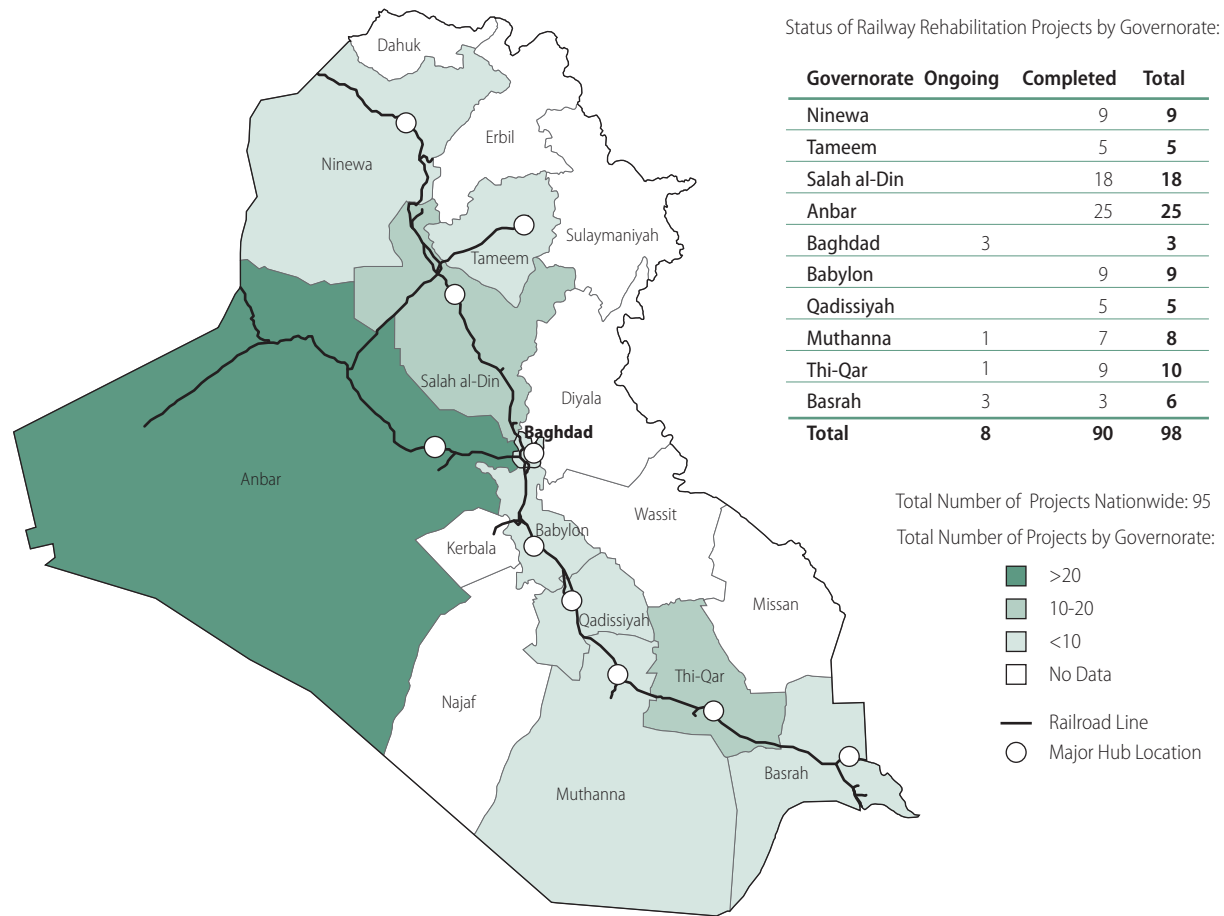 Status of Railway Rehabilitation Projects by Governorate:
Governorate Ongoing Completed Total
Ninewa 9 9
Tameem 5 5
Salah al-Din 18 18
Anbar 25 25
Baghdad 3 3
Babylon 9 9
Qadissiyah 5 5
Muthanna 1 7 8
Thi-Qar 1 9 10
Basrah 3 3 6
Total 8 90 98
Total Number of Projects Nationwide: 95
Total Number of Projects by Governorate:
>20
10-20
<10
No Data
Railroad Line
Major Hub Location
Dahuk
Erbil
Ninewa
Sulaymaniyah
Tameem
Salah al-Din
Diyala
Baghdad
Anbar
Wassit
Babylon
Kerbala
Missan
Qadissiyah
Thi-Qar
Najaf
Basrah
Muthanna